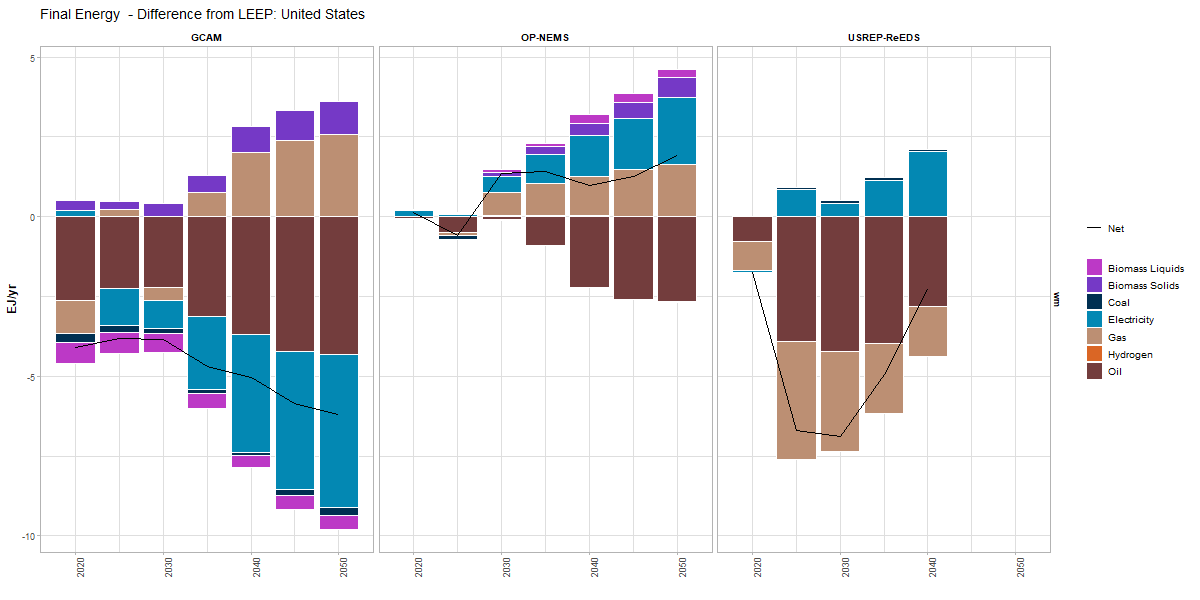 Final Energy  - Difference from LEEP: United States
GCAM
OP-NEMS
USREP-ReEDS
EJ/yr
5
0
-5
-10
2020
2030
2040
2050
2020
2030
2040
2050
2020
2030
2040
2050
wm
Net
Biomass Liquids
Biomass Solids
Coal
Electricity
Gas
Hydrogen
Oil